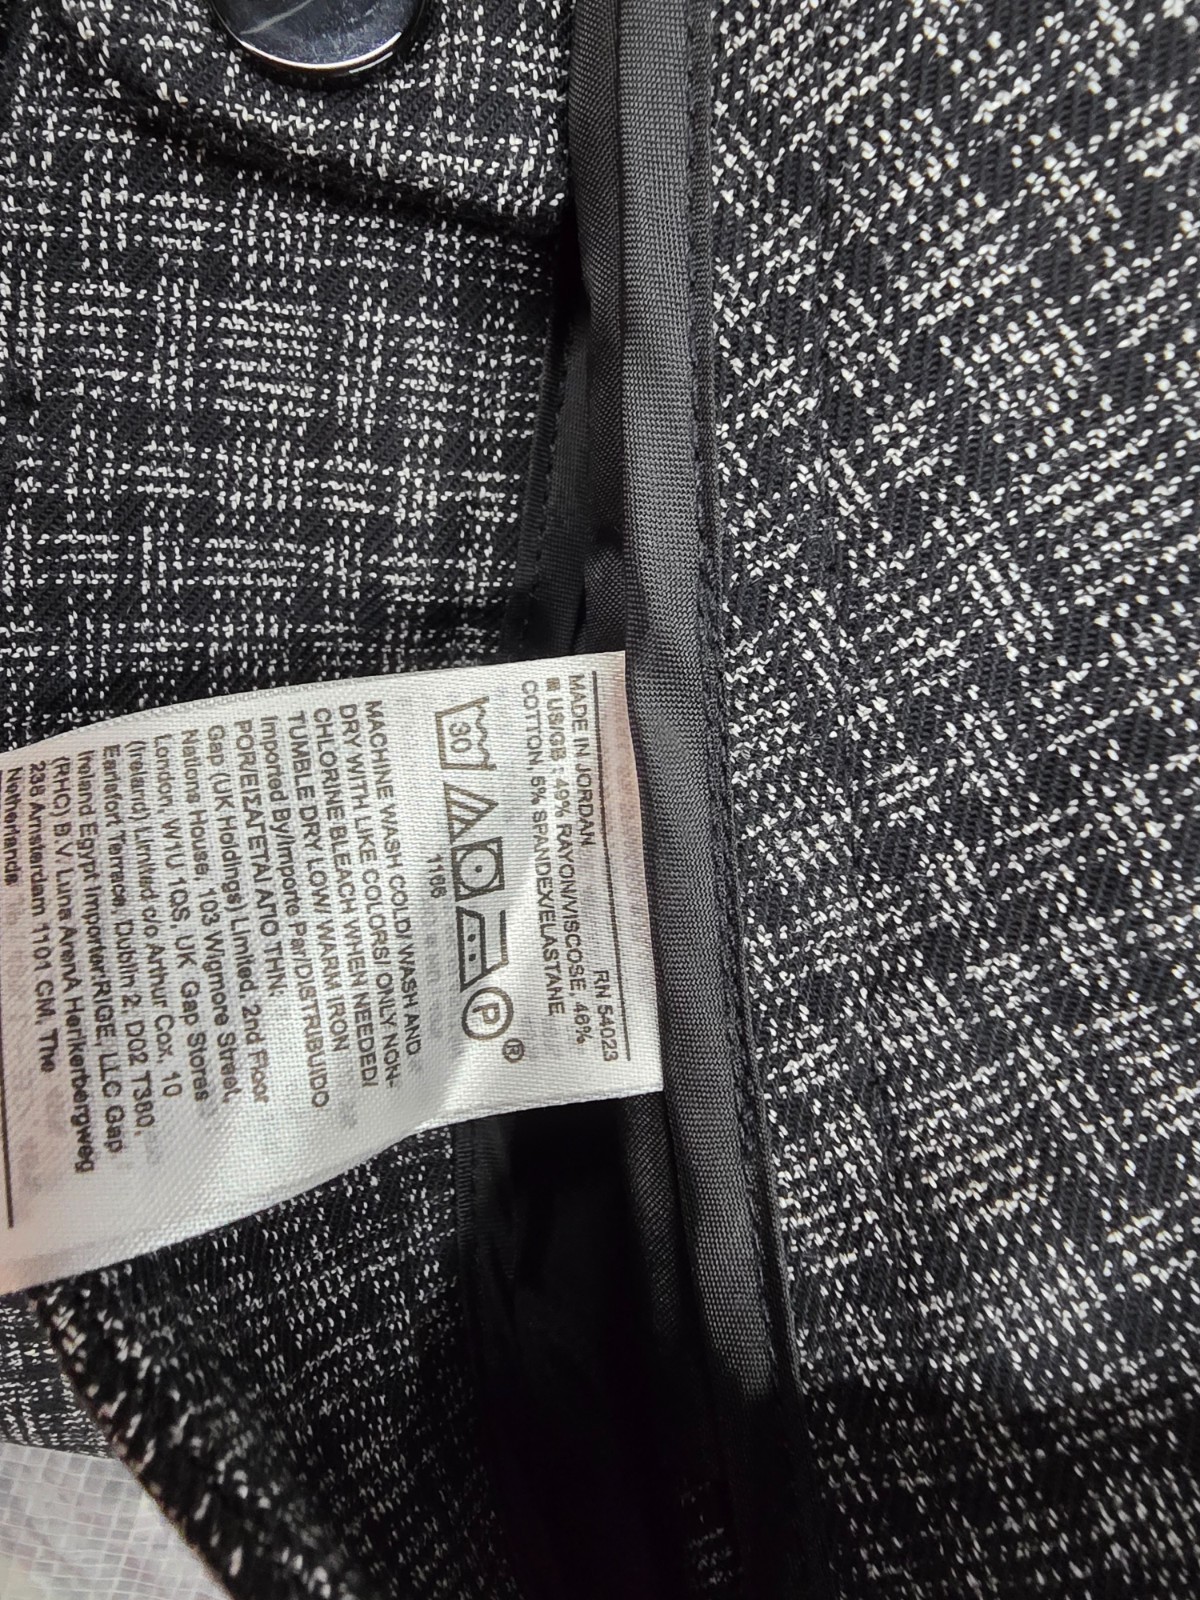 RN 54023
MADE IN JORDAN
US/GB : 49% RAYON/VISCOSE, 46%
COTTON, 5% SPANDEX/ELASTANE
30
P
®
1186
MACHINE WASH COLD/ WASH AND
DRY WITH LIKE COLORS/ ONLY NON-
CHLORINE BLEACH WHEN NEEDED/
TUMBLE DRY LOW/ WARM IRON
Imported By/Importé Par/DISTRIBUIDO
POR/ΕΙΣΑΓΕΤΑΙ ΑΠΟ ΤΗΝ:
Gap (UK Holdings) Limited, 2nd Floor
Nations House, 103 Wigmore Street,
London, W1U 1QS, UK Gap Stores
(Ireland) Limited c/o Arthur Cox, 10
Earlsfort Terrace, Dublin 2, D02 T380,
Ireland Egypt Importer:RIGE, LLC Gap
(RHC) B.V. Luna ArenA Herikerbergweg
238 Amsterdam 1101 CM, The
Netherlands